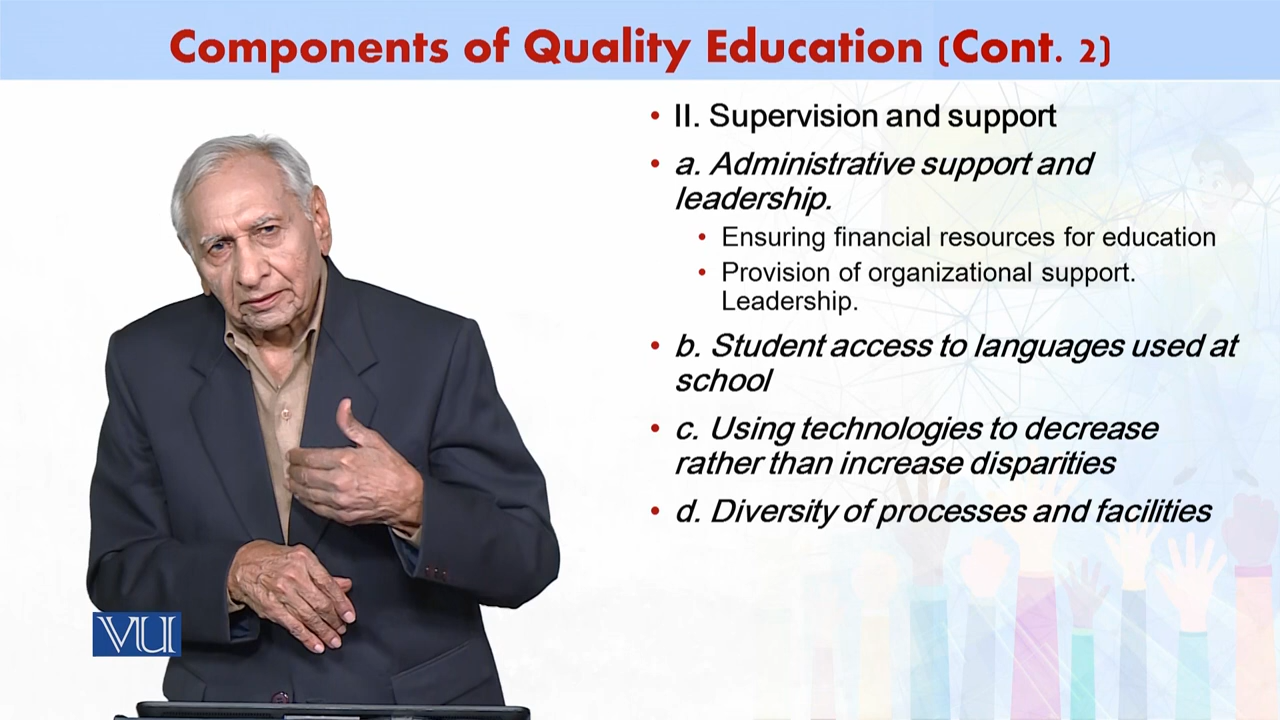 Components of Quality Education (Cont. 2)
• II. Supervision and support
• a. Administrative support and
leadership.
• Ensuring financial resources for education
• Provision of organizational support.
Leadership.
• b. Student access to languages used at
school
• c. Using technologies to decrease
rather than increase disparities
• d. Diversity of processes and facilities
VU